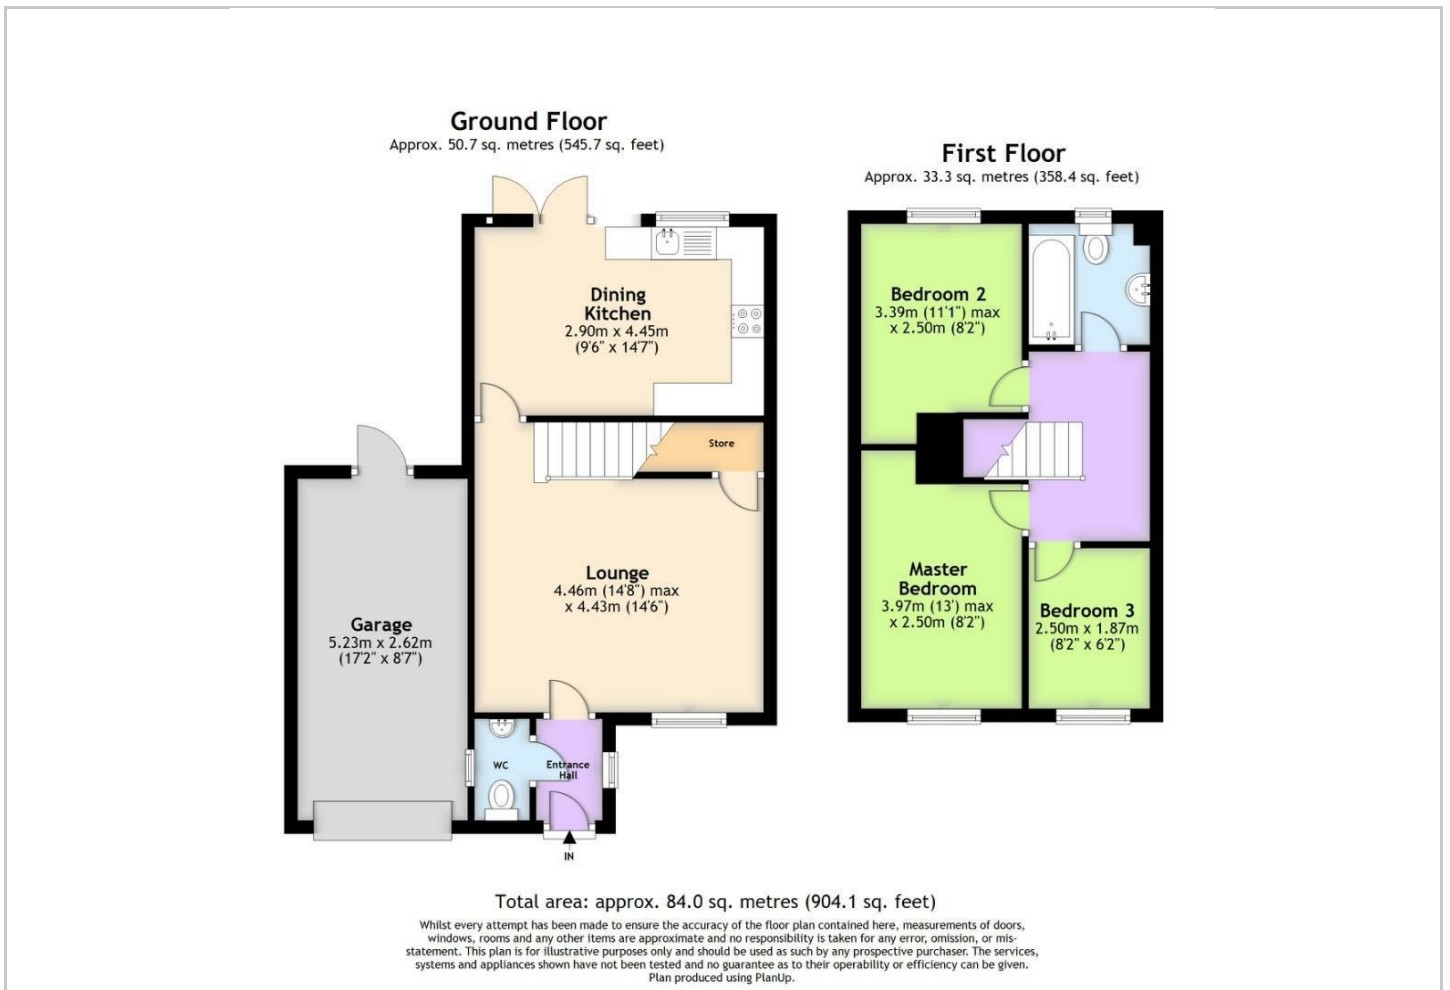 Ground Floor
Approx. 50.7 sq. metres (545.7 sq. feet)
Dining
Kitchen
2.90m x 4.45m
(9'6" x 14'7")
Store
Lounge
4.46m (14'8") max
x 4.43m (14'6")
Garage
5.23m x 2.62m
(17'2" x 8'7")
WC
Entrance
Hall
IN
First Floor
Approx. 33.3 sq. metres (358.4 sq. feet)
Bedroom 2
3.39m (11'1") max
x 2.50m (8'2")
Master
Bedroom
3.97m (13') max
x 2.50m (8'2")
Bedroom 3
2.50m x 1.87m
(8'2" x 6'2")
Total area: approx. 84.0 sq. metres (904.1 sq. feet)
Whilst every attempt has been made to ensure the accuracy of the floor plan contained here, measurements of doors,
windows, rooms and any other items are approximate and no responsibility is taken for any error, omission, or mis-
statement. This plan is for illustrative purposes only and should be used as such by any prospective purchaser. The services,
systems and appliances shown have not been tested and no guarantee as to their operability or efficiency can be given.
Plan produced using PlanUp.